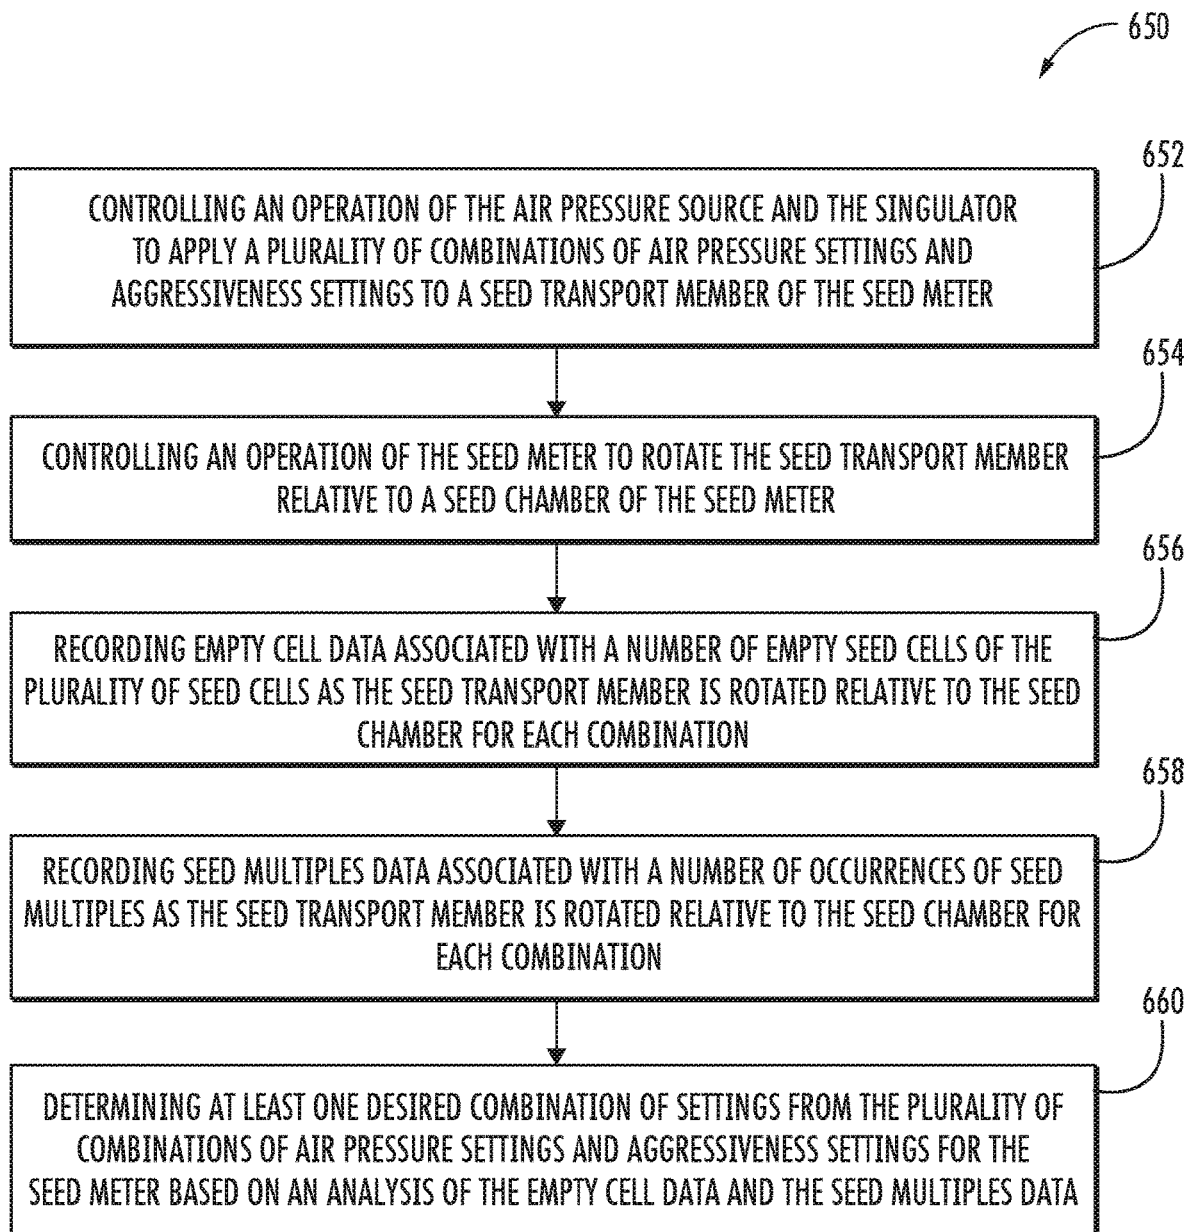 650
652
CONTROLLING AN OPERATION OF THE AIR PRESSURE SOURCE AND THE SINGULATOR
TO APPLY A PLURALITY OF COMBINATIONS OF AIR PRESSURE SETTINGS AND
AGGRESSIVENESS SETTINGS TO A SEED TRANSPORT MEMBER OF THE SEED METER
654
CONTROLLING AN OPERATION OF THE SEED METER TO ROTATE THE SEED TRANSPORT MEMBER
RELATIVE TO A SEED CHAMBER OF THE SEED METER
656
RECORDING EMPTY CELL DATA ASSOCIATED WITH A NUMBER OF EMPTY SEED CELLS OF THE
PLURALITY OF SEED CELLS AS THE SEED TRANSPORT MEMBER IS ROTATED RELATIVE TO THE SEED
CHAMBER FOR EACH COMBINATION
658
RECORDING SEED MULTIPLES DATA ASSOCIATED WITH A NUMBER OF OCCURRENCES OF SEED
MULTIPLES AS THE SEED TRANSPORT MEMBER IS ROTATED RELATIVE TO THE SEED CHAMBER FOR
EACH COMBINATION
660
DETERMINING AT LEAST ONE DESIRED COMBINATION OF SETTINGS FROM THE PLURALITY OF
COMBINATIONS OF AIR PRESSURE SETTINGS AND AGGRESSIVENESS SETTINGS FOR THE
SEED METER BASED ON AN ANALYSIS OF THE EMPTY CELL DATA AND THE SEED MULTIPLES DATA